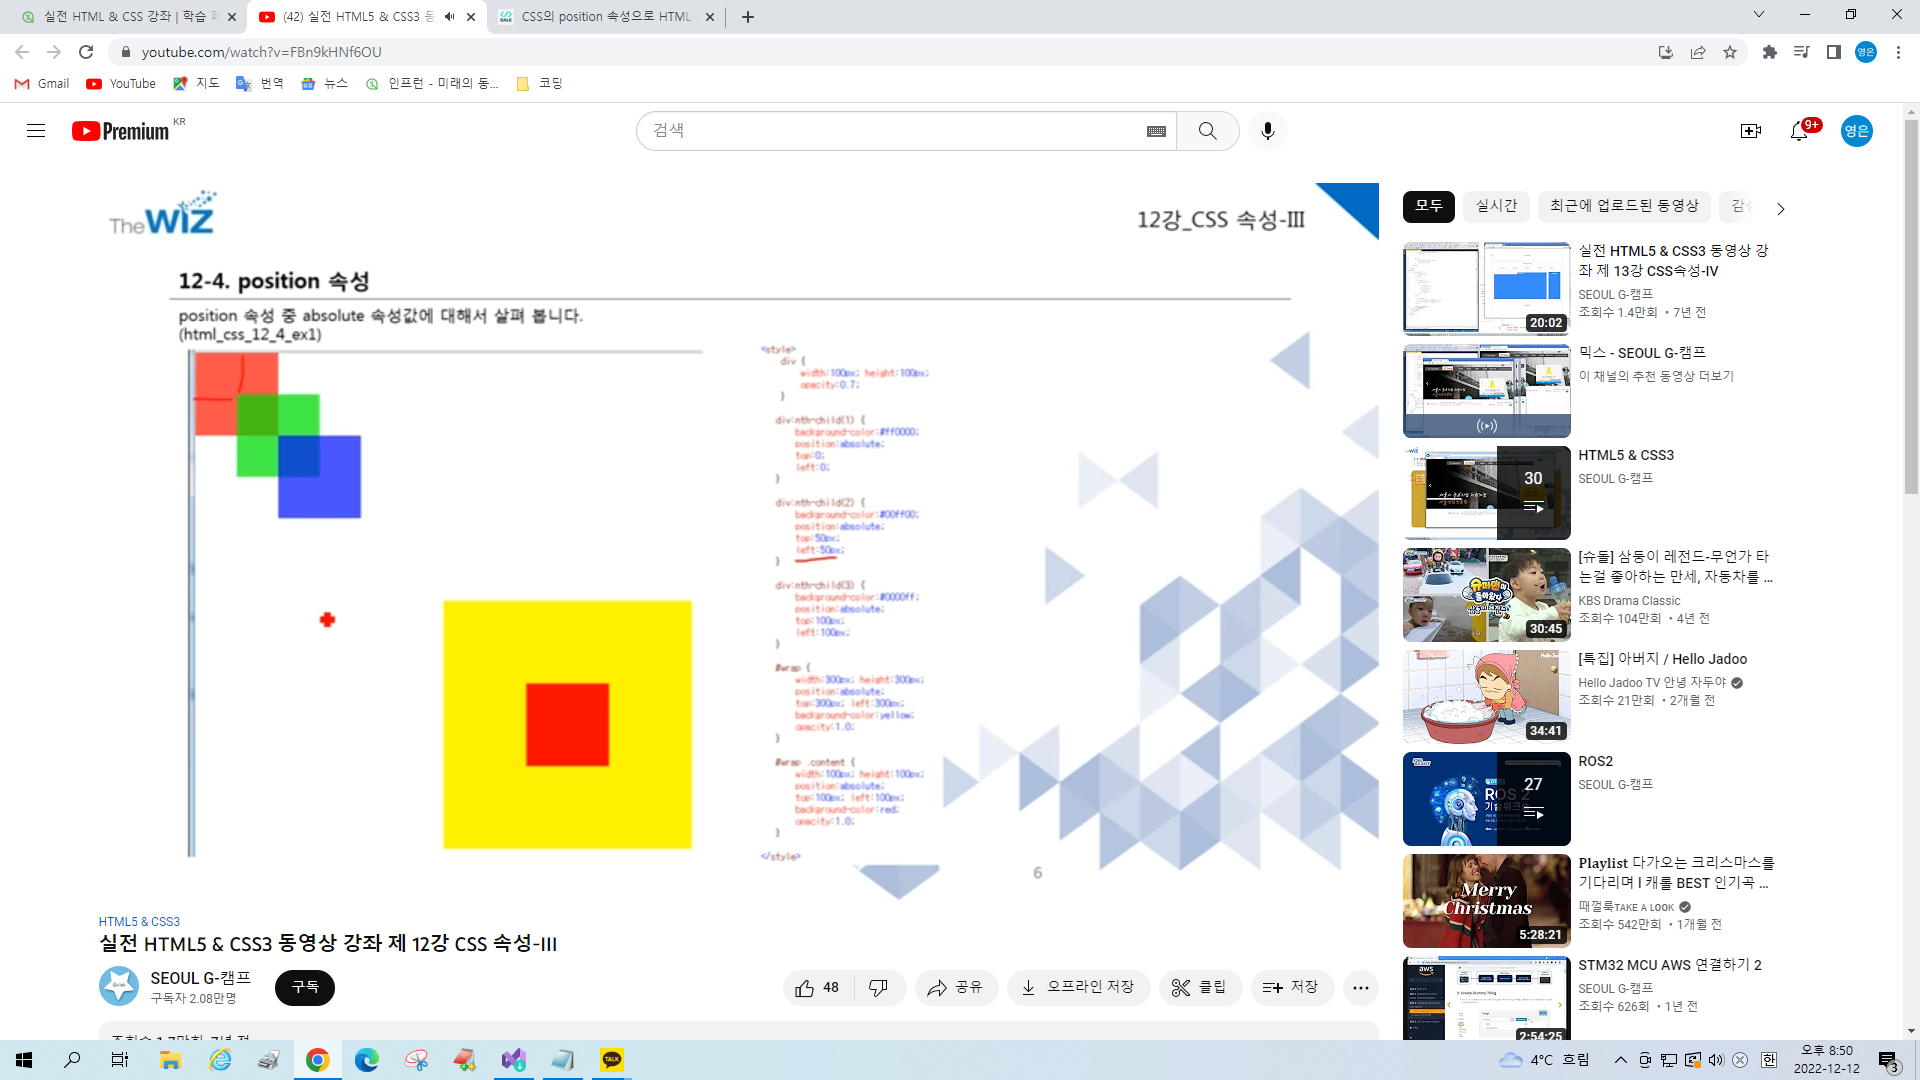 실전 HTML & CSS 강좌 | 학습 페
(42) 실전 HTML5 & CSS3 동
CSS의 position 속성으로 HTML
youtube.com/watch?v=FBn9kHNf6OU
영은
Gmail
YouTube
지도
번역
뉴스
인프런 - 미래의 동...
코딩
Premium KR
검색
9+
영은
TheWIZ
12강_CSS 속성-III
12-4. position 속성
position 속성 중 absolute 속성값에 대해서 살펴 봅니다.
(html_css_12_4_ex1)
<style>
div {
width:100px; height:100px;
opacity:0.7;
}
div:nth-child(1) {
background-color:#ff0000;
position:absolute;
top:0;
left:0;
}
div:nth-child(2) {
background-color:#00ff00;
position:absolute;
top:50px;
left:50px;
}
div:nth-child(3) {
background-color:#0000ff;
position:absolute;
top:100px;
left:100px;
}
#wrap {
width:300px; height:300px;
position:absolute;
top:300px; left:300px;
background-color:yellow;
opacity:1.0;
}
#wrap .content {
width:100px; height:100px;
position:absolute;
top:100px; left:100px;
background-color:red;
opacity:1.0;
}
</style>
6
HTML5 & CSS3
실전 HTML5 & CSS3 동영상 강좌 제 12강 CSS 속성-III
SEOUL G-캠프
구독자 2.08만명
구독
48
공유
오프라인 저장
클립
저장
모두
실시간
최근에 업로드된 동영상
감상
20:02
실전 HTML5 & CSS3 동영상 강
좌 제 13강 CSS속성-IV
SEOUL G-캠프
조회수 1.4만회 • 7년 전
믹스 - SEOUL G-캠프
이 채널의 추천 동영상 더보기
30
HTML5 & CSS3
SEOUL G-캠프
30:45
[슈돌] 삼둥이 레전드-무언가 타
는걸 좋아하는 만세, 자동차를 ...
KBS Drama Classic
조회수 104만회 • 4년 전
34:41
[특집] 아버지 / Hello Jadoo
Hello Jadoo TV 안녕 자두야
조회수 21만회 • 2개월 전
ROS 2
27
ROS2
SEOUL G-캠프
Merry
Christmas
5:28:21
Playlist 다가오는 크리스마스를
기다리며 l 캐롤 BEST 인기곡 ...
때껄룩TAKE A LOOK
조회수 542만회 • 1개월 전
aws
2:54:25
STM32 MCU AWS 연결하기 2
SEOUL G-캠프
조회수 626회 • 1년 전
TALK
4°C 흐림
한
오후 8:50
2022-12-12
3